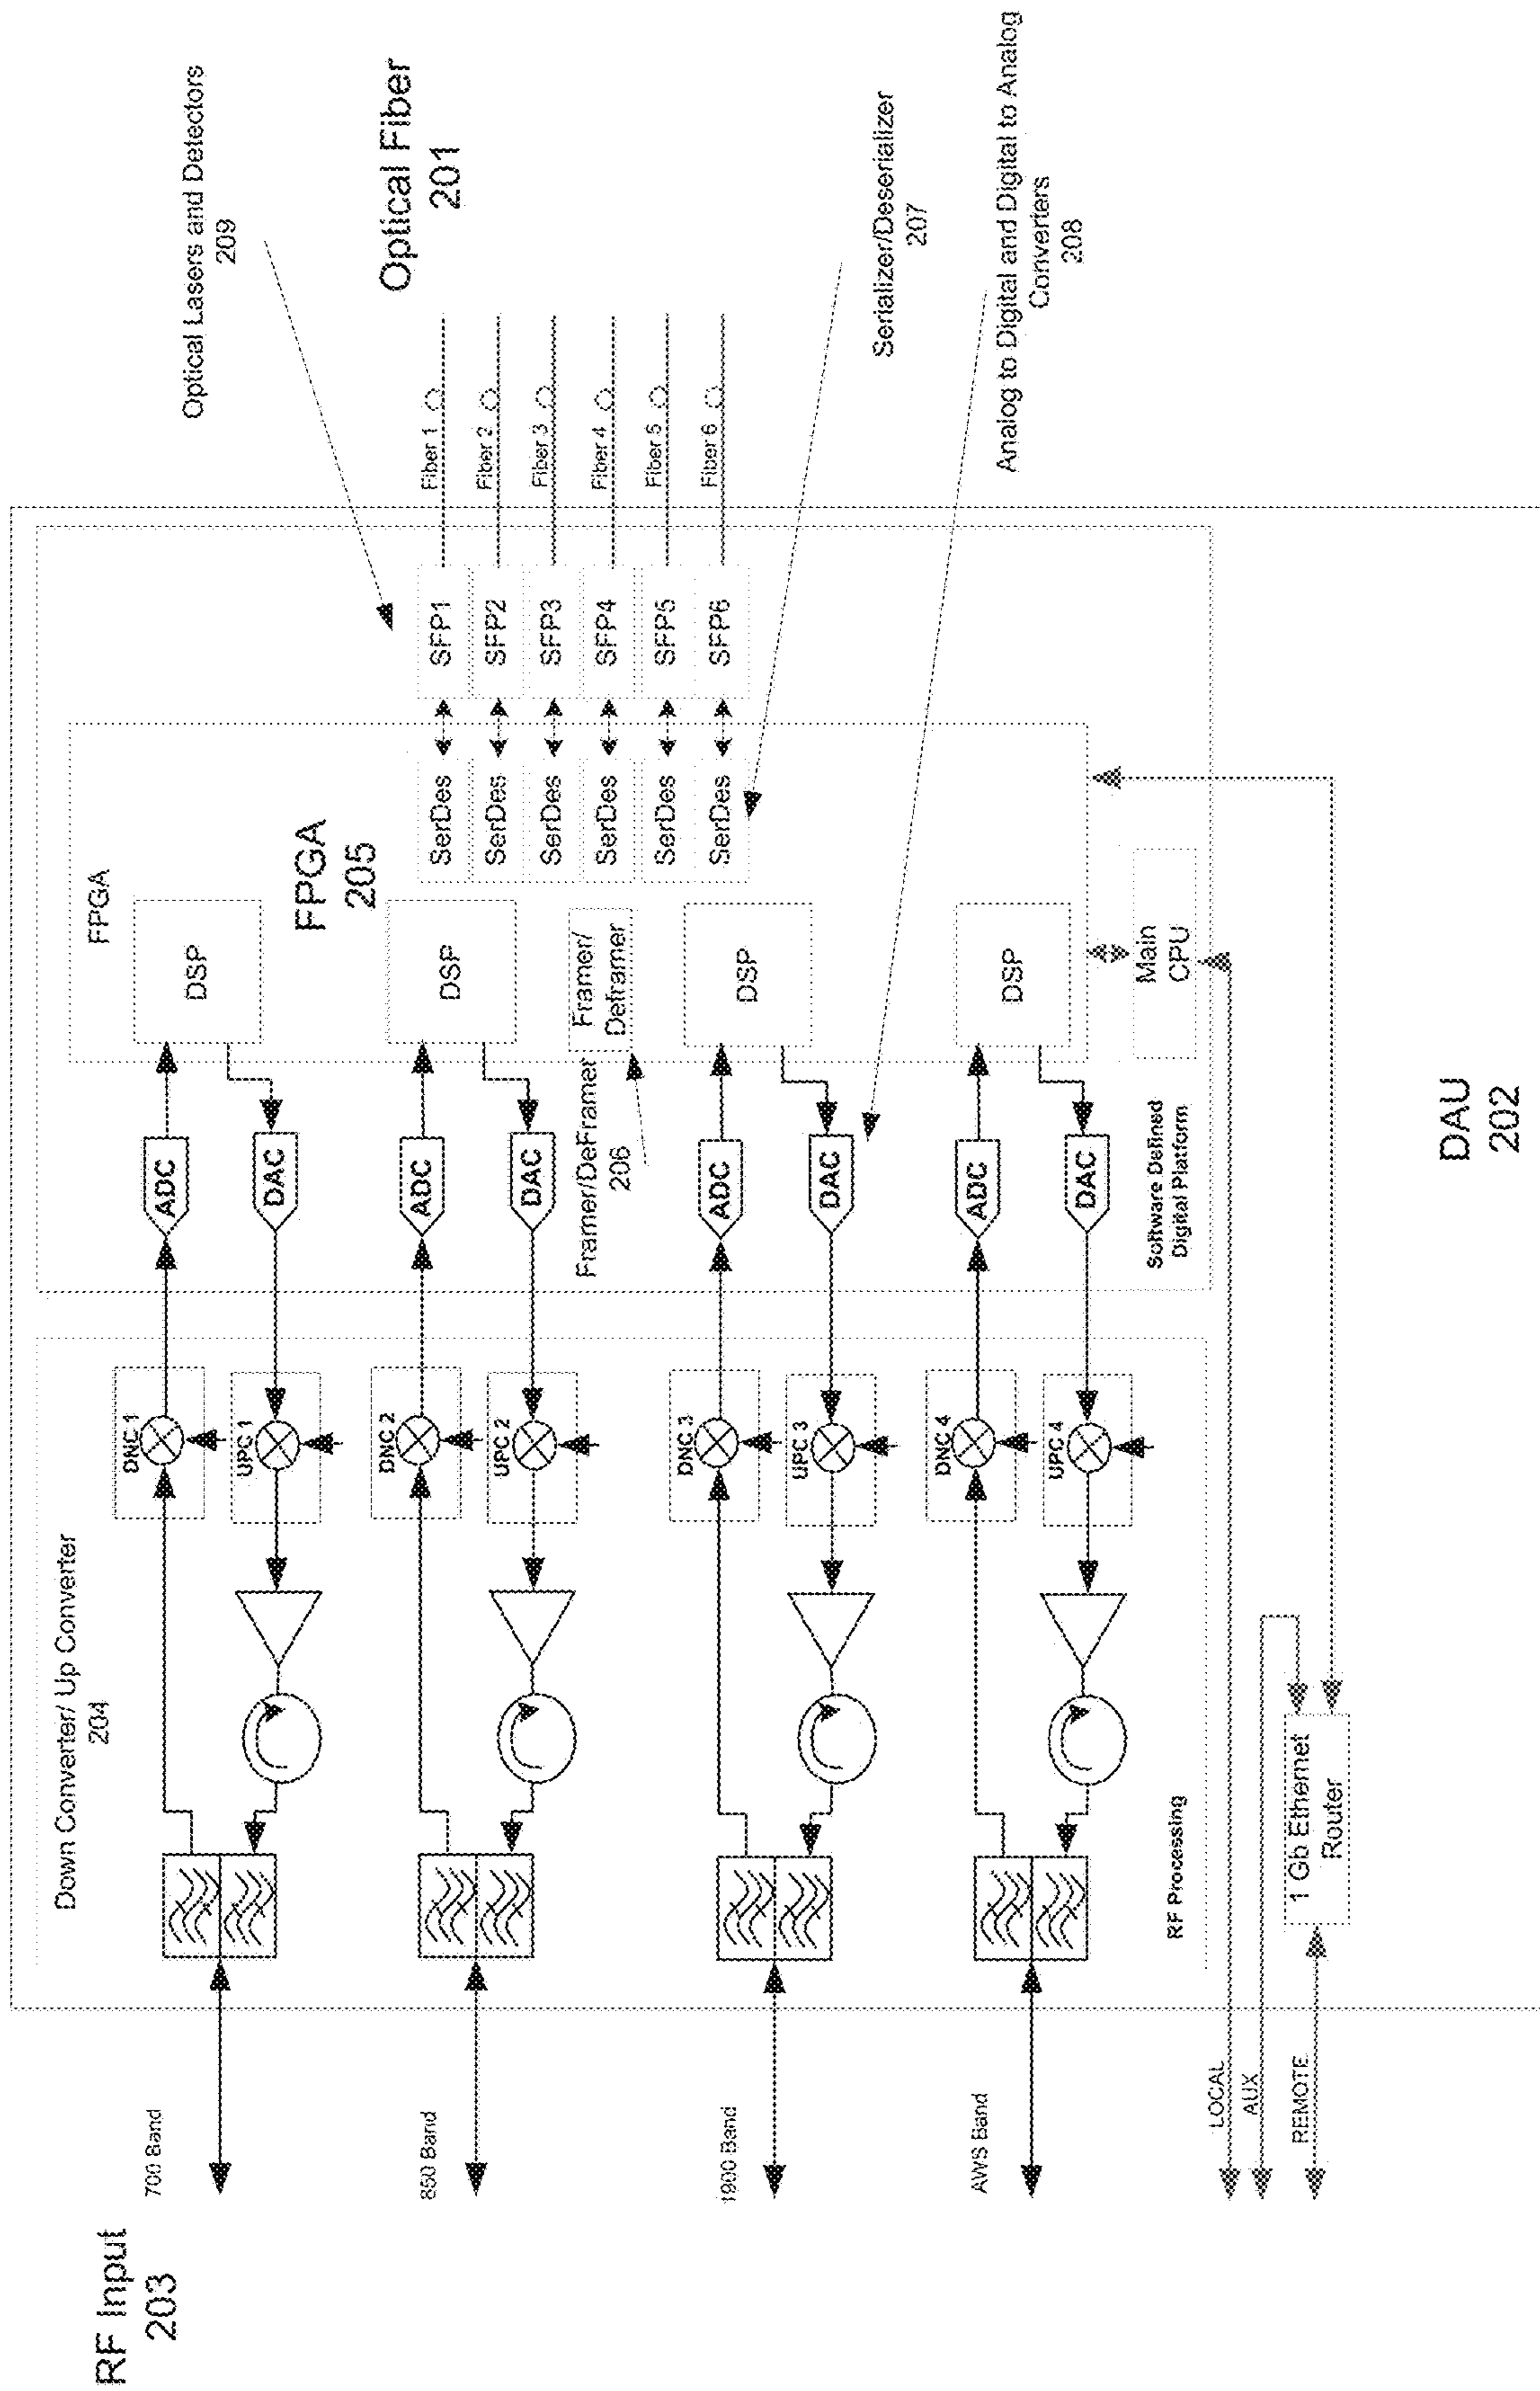 Optical Lasers and Detectors
209
Optical Fiber
201
Serializer/Deserializer
207
Analog to Digital and Digital to Analog
Converters
208
Fiber 1
Fiber 2
Fiber 3
Fiber 4
Fiber 5
Fiber 6
SFP1
SFP2
SFP3
SFP4
SFP5
SFP6
SerDes
SerDes
SerDes
SerDes
SerDes
SerDes
FPGA
FPGA
205
DSP
DSP
DSP
DSP
Framer/
Deframer
Main
CPU
Framer/DeFramer
206
ADC
DAC
ADC
DAC
ADC
DAC
ADC
DAC
Software Defined
Digital Platform
Down Converter/ Up Converter
204
DNC 1
UPC 1
DNC 2
UPC 2
DNC 3
UPC 3
DNC 4
UPC 4
RF Processing
1 Gb Ethernet
Router
DAU
202
700 Band
850 Band
1900 Band
AWS Band
LOCAL
AUX
REMOTE
RF Input
203